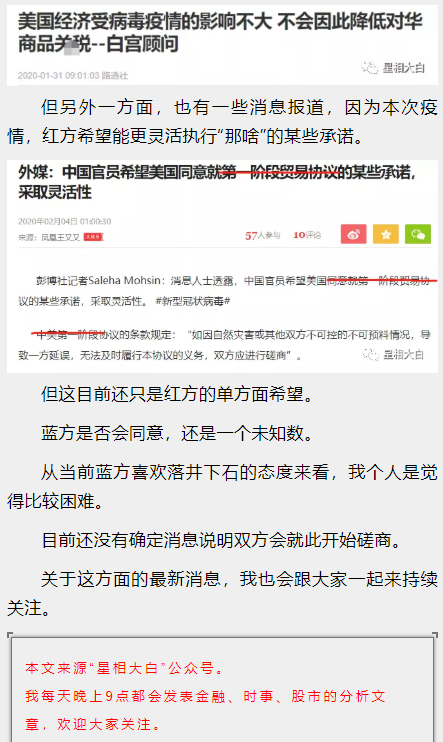 美国经济受病毒疫情的影响不大 不会因此降低对华
商品关税--白宫顾问
2020-01-31 09:01:03 路透社
星相大白
但另外一方面，也有一些消息报道，因为本次疫
情，红方希望能更灵活执行“那啥”的某些承诺。
外媒：中国官员希望美国同意就第一阶段贸易协议的某些承诺，
采取灵活性
2020年02月04日 01:00:30
来源：凤凰王又又
57人参与 10评论
彭博社记者Saleha Mohsin：消息人士透露，中国官员希望美国同意就第一阶段贸易协
议的某些承诺，采取灵活性。 #新型冠状病毒#
中美第一阶段协议的条款规定：“如因自然灾害或其他双方不可控的不可预料情况，导
致一方延误，无法及时履行本协议的义务，双方应进行磋商”。
星相大白
但这目前还只是红方的单方面希望。
蓝方是否会同意，还是一个未知数。
从当前蓝方喜欢落井下石的态度来看，我个人是觉
得比较困难。
目前还没有确定消息说明双方会就此开始磋商。
关于这方面的最新消息，我也会跟大家一起来持续
关注。
本文来源“星相大白”公众号。
我每天晚上9点都会发表金融、时事、股市的分析文
章，欢迎大家关注。